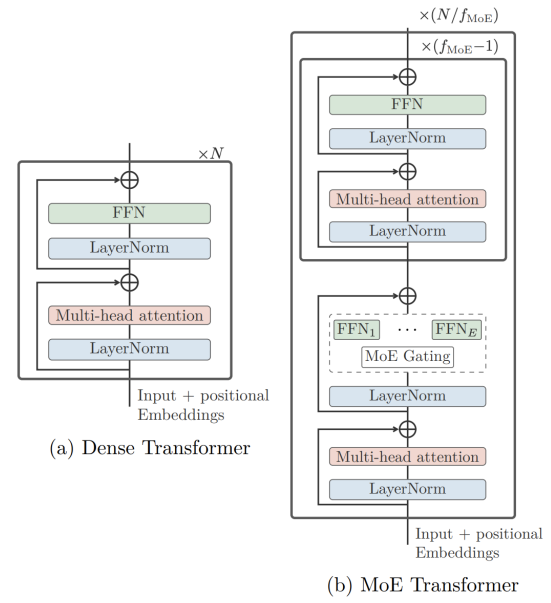 ×N
FFN
LayerNorm
Multi-head attention
LayerNorm
Input + positional
Embeddings
(a) Dense Transformer
×(N/f_MoE)
×(f_MoE−1)
FFN
LayerNorm
Multi-head attention
LayerNorm
FFN₁ ⋯ FFN_E
MoE Gating
LayerNorm
Multi-head attention
LayerNorm
Input + positional
Embeddings
(b) MoE Transformer